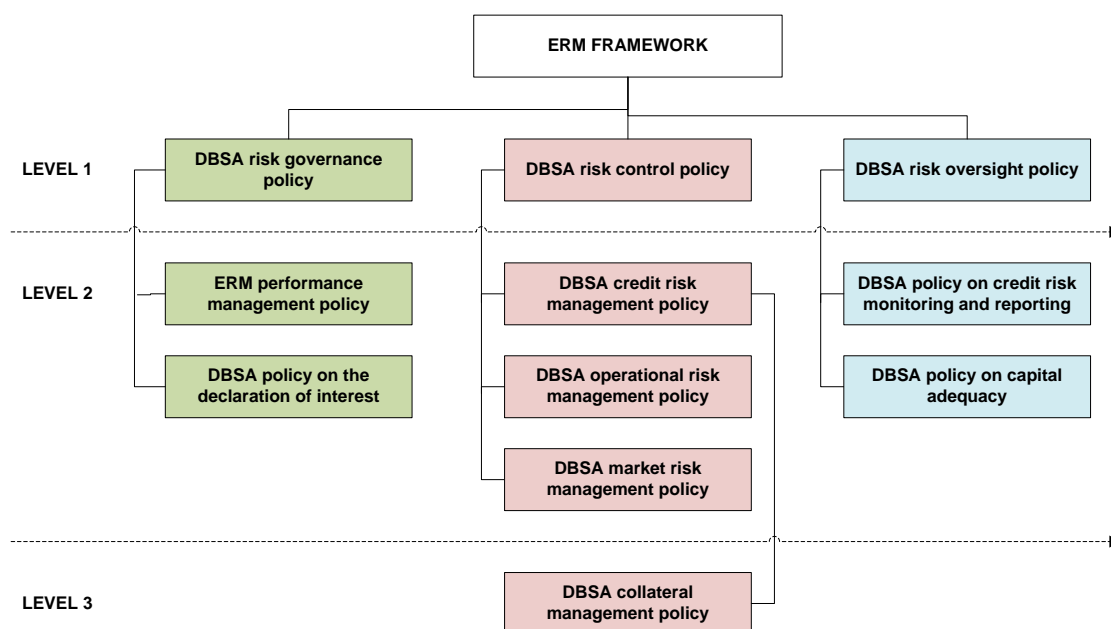 ERM FRAMEWORK
LEVEL 1
DBSA risk governance
policy
DBSA risk control policy
DBSA risk oversight policy
LEVEL 2
ERM performance
management policy
DBSA credit risk
management policy
DBSA policy on credit risk
monitoring and reporting
DBSA policy on the
declaration of interest
DBSA operational risk
management policy
DBSA policy on capital
adequacy
DBSA market risk
management policy
LEVEL 3
DBSA collateral
management policy